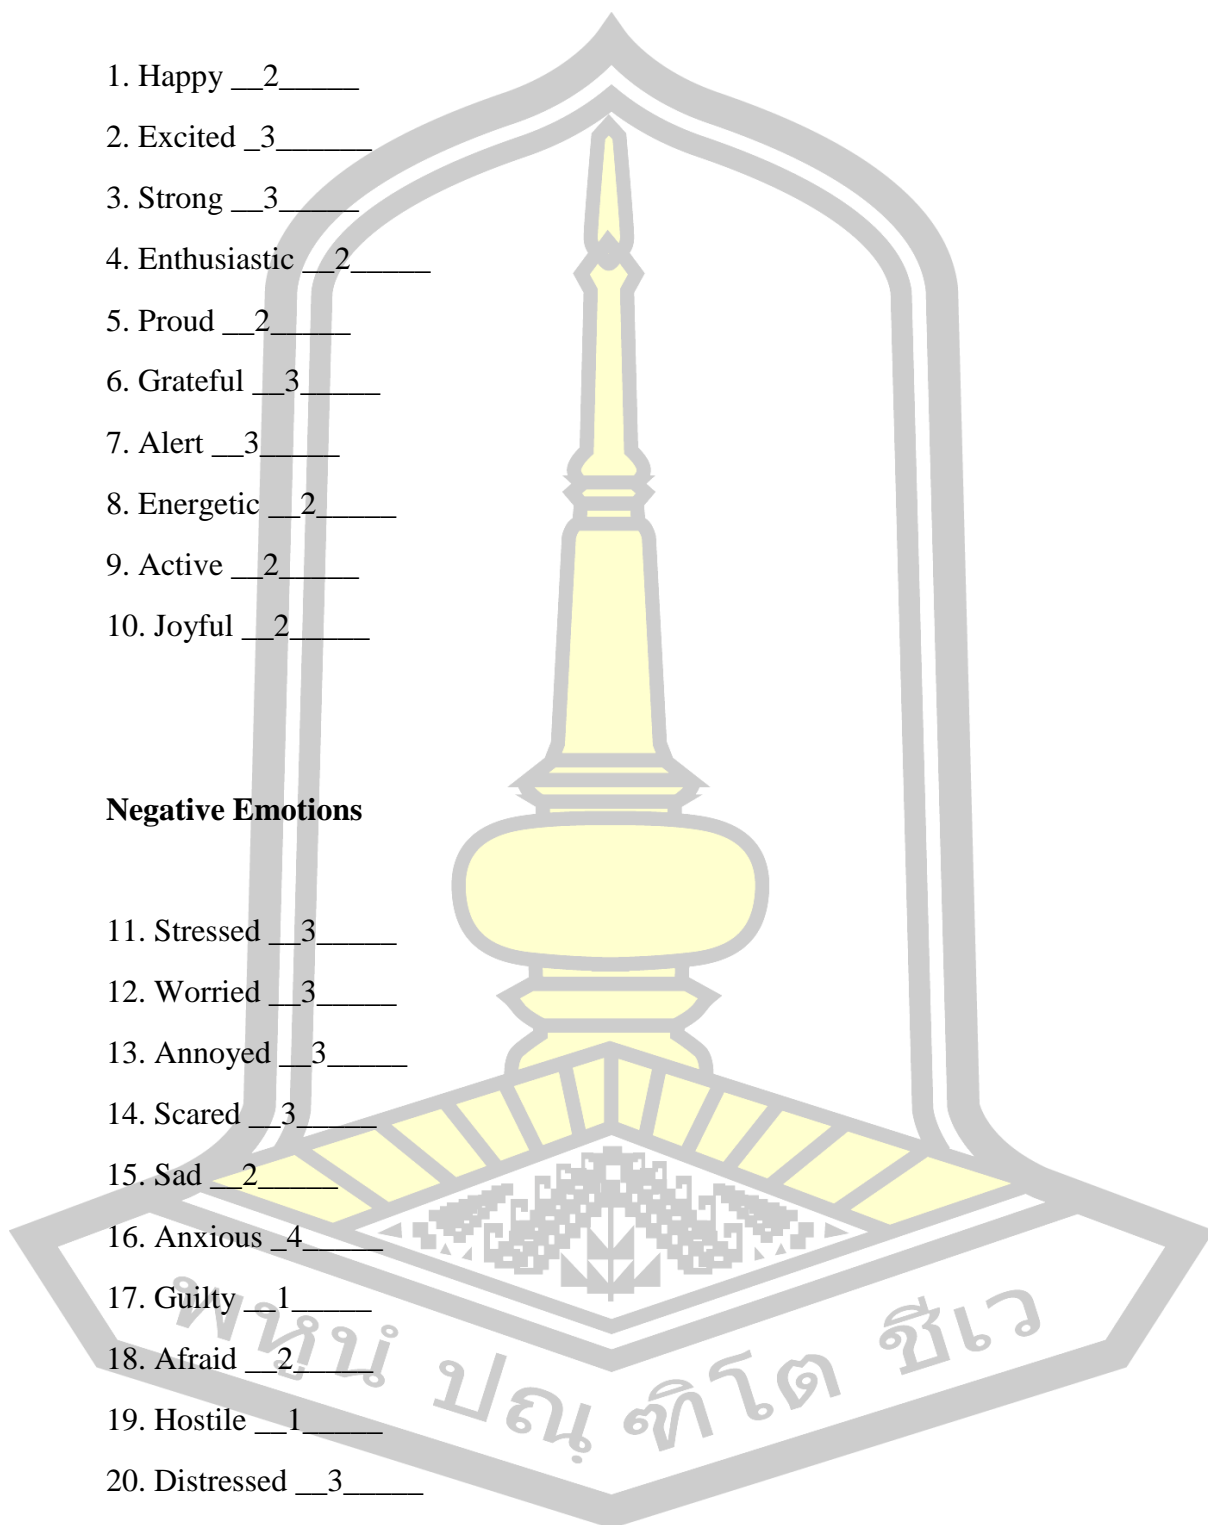 1. Happy __2_____
2. Excited _3______
3. Strong __3_____
4. Enthusiastic __2_____
5. Proud __2_____
6. Grateful __3_____
7. Alert __3_____
8. Energetic __2_____
9. Active __2_____
10. Joyful __2_____
Negative Emotions
11. Stressed __3_____
12. Worried __3_____
13. Annoyed __3_____
14. Scared __3_____
15. Sad __2_____
16. Anxious _4_____
17. Guilty __1_____
18. Afraid __2_____
19. Hostile __1_____
20. Distressed __3_____
พหูนํ ปณฺฑิโต ชีเว